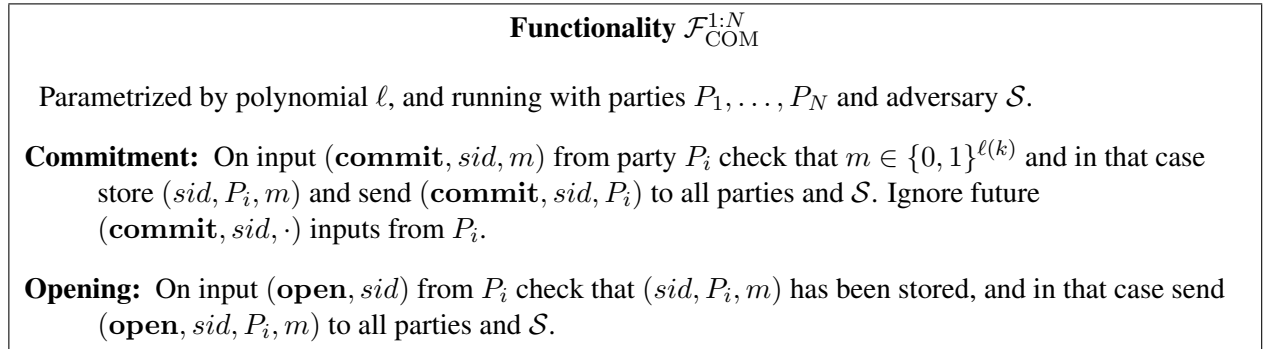 Functionality $\mathcal{F}_{\mathrm{COM}}^{1:N}$
Parametrized by polynomial ℓ, and running with parties $P_1, \ldots, P_N$ and adversary $\mathcal{S}$.
Commitment: On input (commit, sid, m) from party $P_i$ check that $m \in \{0, 1\}^{\ell(k)}$ and in that case
store (sid, $P_i$, m) and send (commit, sid, $P_i$) to all parties and $\mathcal{S}$. Ignore future
(commit, sid, ·) inputs from $P_i$.
Opening: On input (open, sid) from $P_i$ check that (sid, $P_i$, m) has been stored, and in that case send
(open, sid, $P_i$, m) to all parties and $\mathcal{S}$.